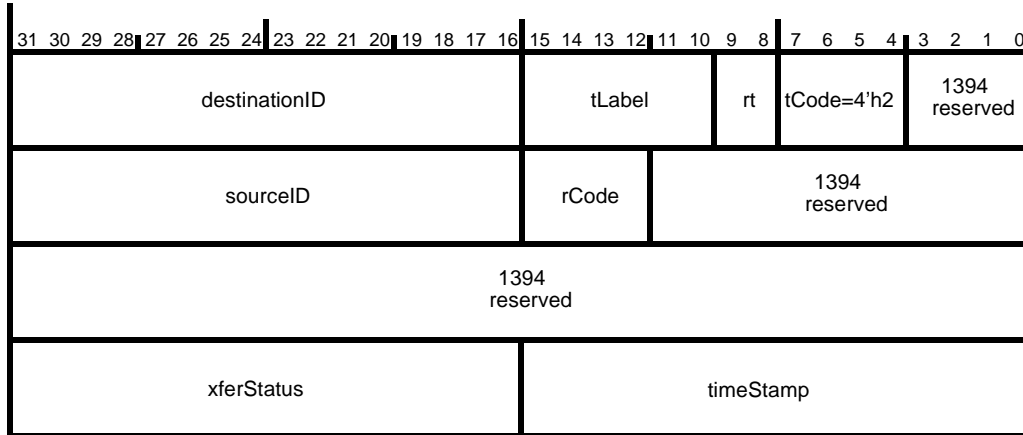 31 30 29 28 27 26 25 24 23 22 21 20 19 18 17 16 15 14 13 12 11 10 9 8 7 6 5 4 3 2 1 0
destinationID tLabel rt tCode=4'h2 1394
reserved
sourceID rCode 1394
reserved
1394
reserved
xferStatus timeStamp